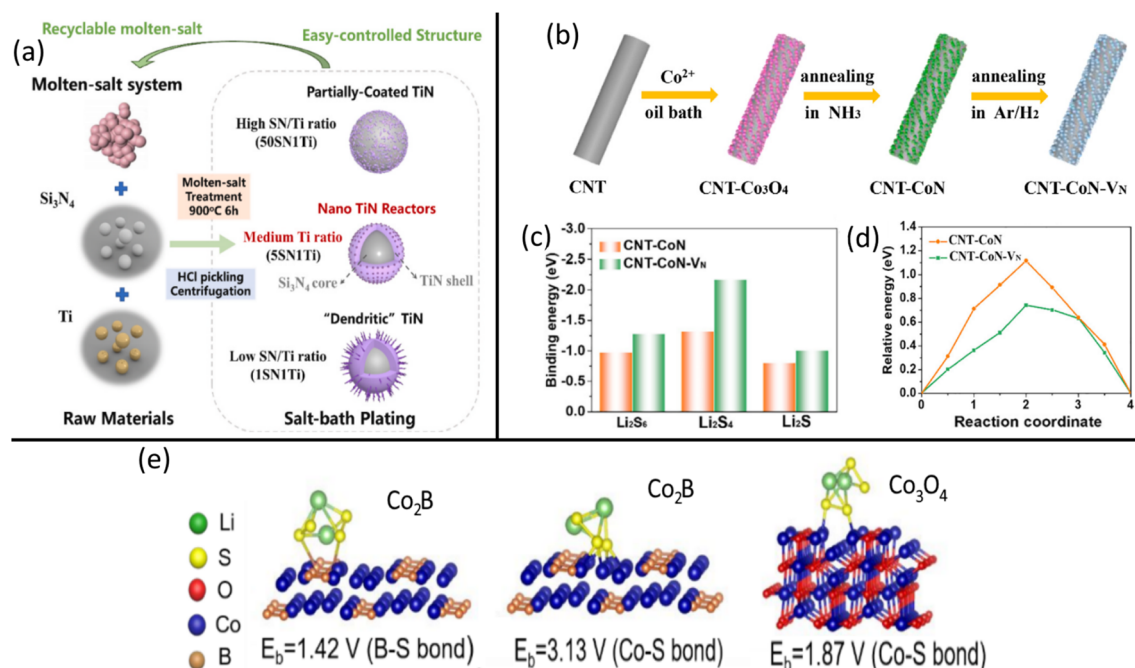 (a)
Recyclable molten-salt
Easy-controlled Structure
Molten-salt system
Si₃N₄
Ti
Raw Materials
Molten-salt
Treatment
900°C 6h
HCl pickling
Centrifugation
Partially-Coated TiN
High SN/Ti ratio
(50SN1Ti)
Nano TiN Reactors
Medium Ti ratio
(5SN1Ti)
Si₃N₄ core
TiN shell
"Dendritic" TiN
Low SN/Ti ratio
(1SN1Ti)
Salt-bath Plating
(b)
Co²⁺
oil bath
annealing
in NH₃
annealing
in Ar/H₂
CNT
CNT-Co₃O₄
CNT-CoN
CNT-CoN-V_N
(c)
Binding energy (eV)
-3.0
-2.5
-2.0
-1.5
-1.0
-0.5
-0.0
CNT-CoN
CNT-CoN-V_N
Li₂S₆
Li₂S₄
Li₂S
(d)
Relative energy (eV)
1.4
1.2
1.0
0.8
0.6
0.4
0.2
0.0
CNT-CoN
CNT-CoN-V_N
0
1
2
3
4
Reaction coordinate
(e)
Li
S
O
Co
B
Co₂B
E_b=1.42 V (B-S bond)
Co₂B
E_b=3.13 V (Co-S bond)
Co₃O₄
E_b=1.87 V (Co-S bond)